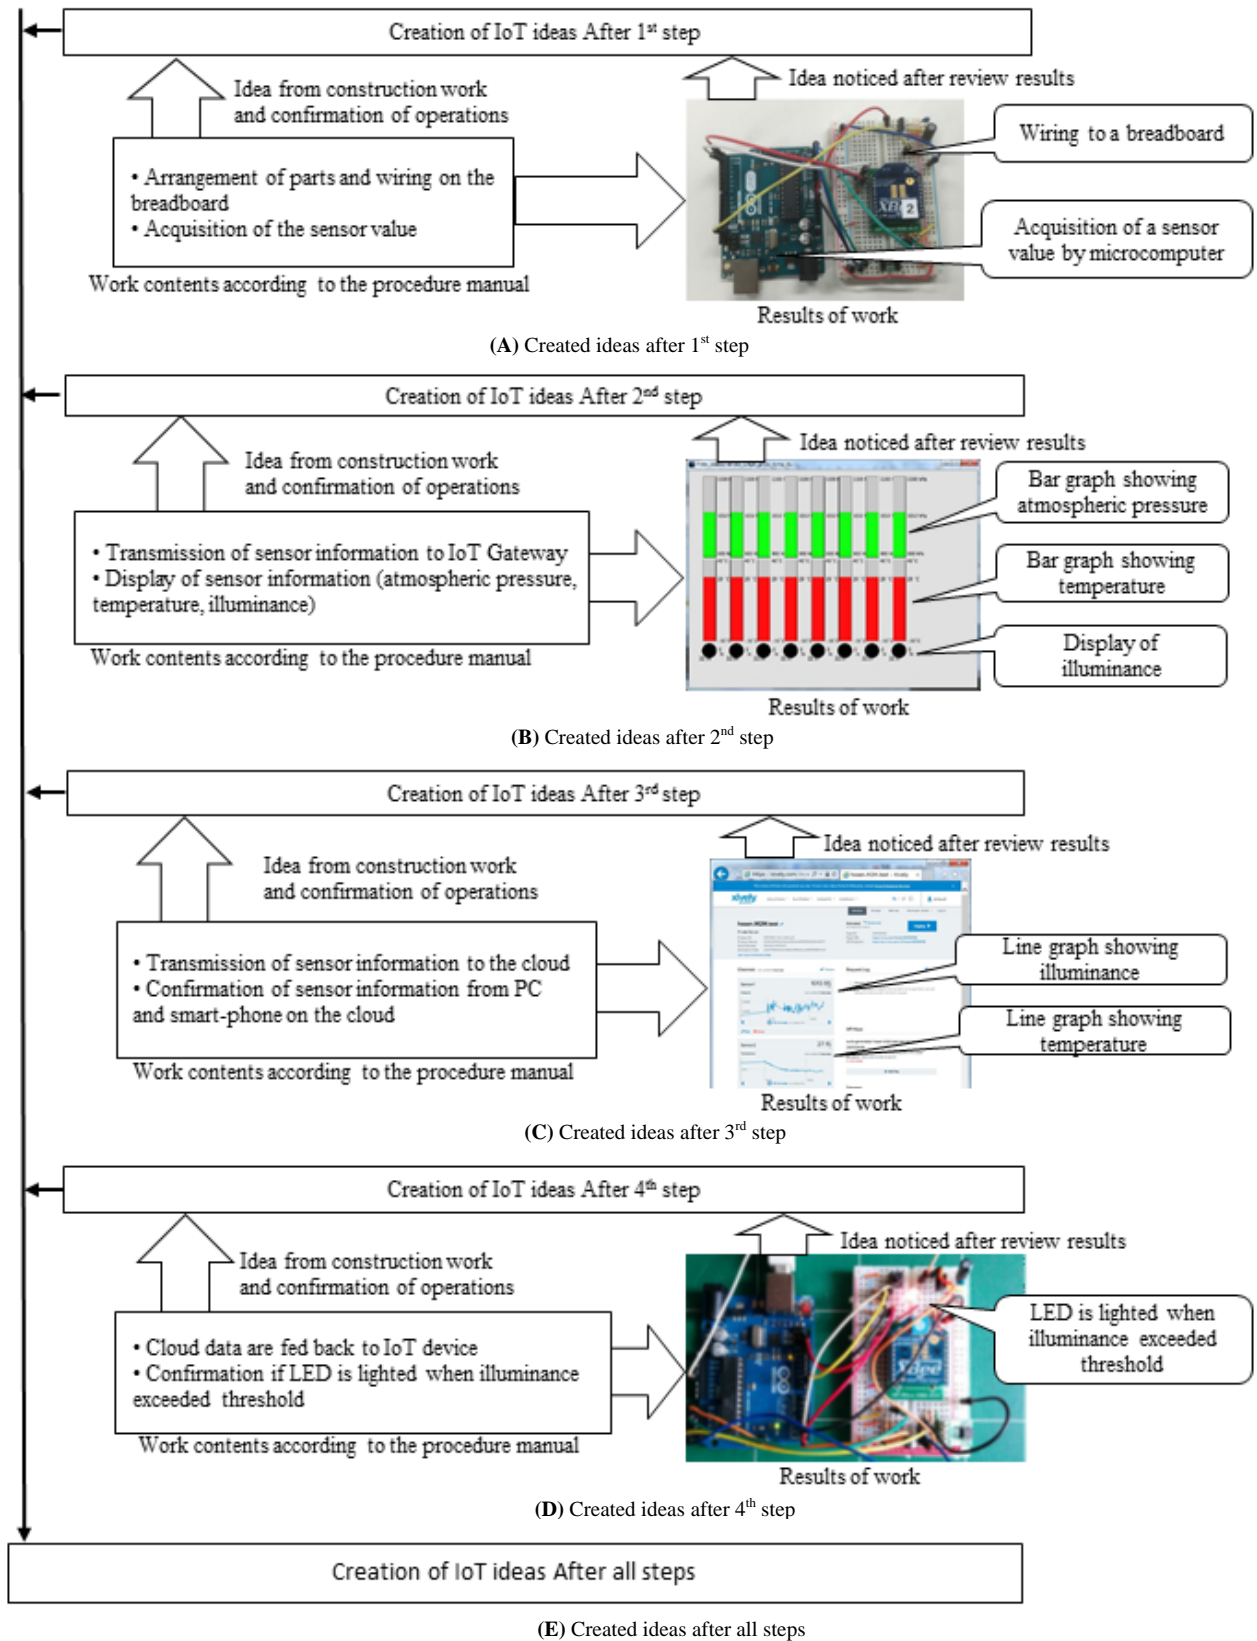 Creation of IoT ideas After 1st step
Idea from construction work
and confirmation of operations
Idea noticed after review results
• Arrangement of parts and wiring on the
breadboard
• Acquisition of the sensor value
Work contents according to the procedure manual
2
Wiring to a breadboard
Acquisition of a sensor
value by microcomputer
Results of work
(A) Created ideas after 1st step
Creation of IoT ideas After 2nd step
Idea from construction work
and confirmation of operations
Idea noticed after review results
• Transmission of sensor information to IoT Gateway
• Display of sensor information (atmospheric pressure,
temperature, illuminance)
Work contents according to the procedure manual
Bar graph showing
atmospheric pressure
Bar graph showing
temperature
Display of
illuminance
Results of work
(B) Created ideas after 2nd step
Creation of IoT ideas After 3rd step
Idea from construction work
and confirmation of operations
Idea noticed after review results
• Transmission of sensor information to the cloud
• Confirmation of sensor information from PC
and smart-phone on the cloud
Work contents according to the procedure manual
xively
Line graph showing
illuminance
Line graph showing
temperature
Results of work
(C) Created ideas after 3rd step
Creation of IoT ideas After 4th step
Idea from construction work
and confirmation of operations
Idea noticed after review results
• Cloud data are fed back to IoT device
• Confirmation if LED is lighted when illuminance
exceeded threshold
Work contents according to the procedure manual
LED is lighted when
illuminance exceeded
threshold
Results of work
(D) Created ideas after 4th step
Creation of IoT ideas After all steps
(E) Created ideas after all steps